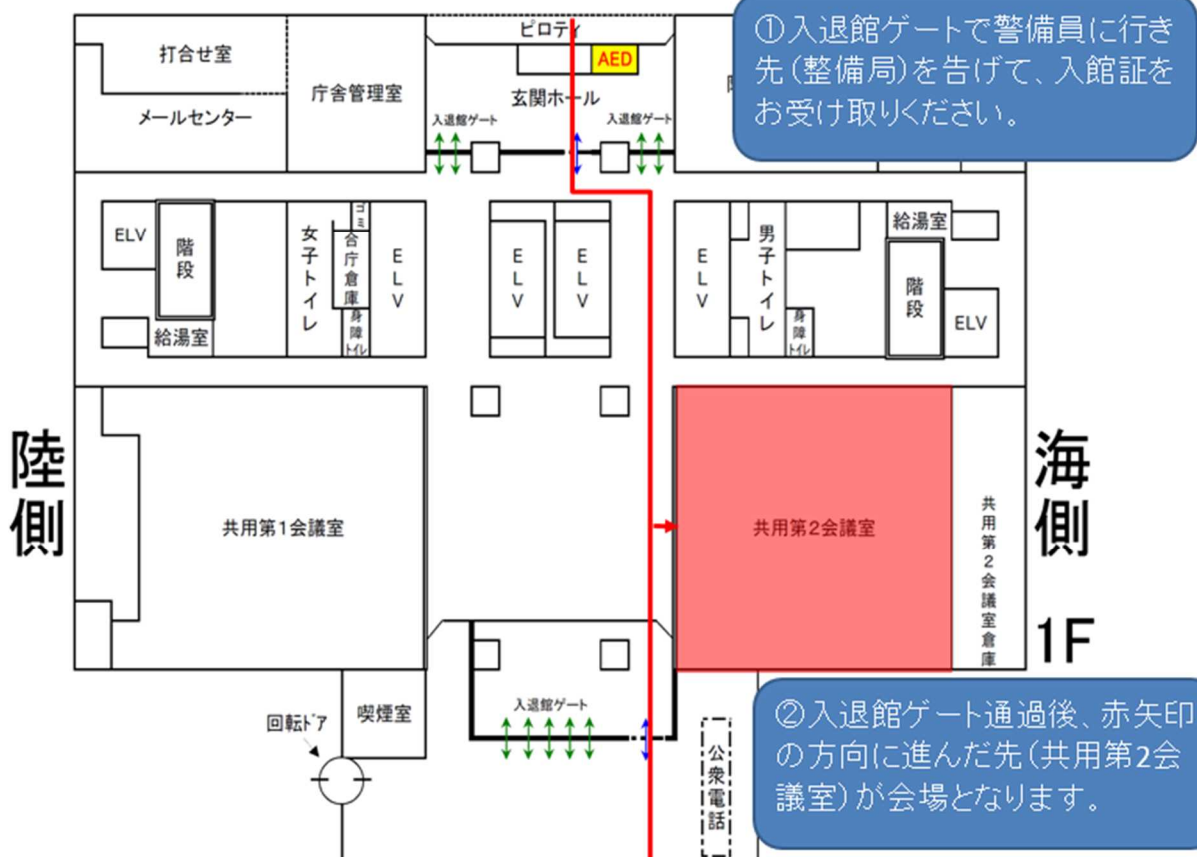 ピロティ
①入退館ゲートで警備員に行き
先(整備局)を告げて、入館証を
お受け取りください。
打合せ室
AED
庁舎管理室
玄関ホール
メールセンター
入退館ゲート
入退館ゲート
ELV
階段
女子トイレ
ゴミ
合庁倉庫
身障
トイレ
ELV
ELV
ELV
ELV
男子トイレ
身障
トイレ
給湯室
階段
ELV
給湯室
陸側
共用第1会議室
共用第2会議室
共用第2会議室倉庫
海側
1F
入退館ゲート
回転ドア
喫煙室
公衆電話
②入退館ゲート通過後、赤矢印
の方向に進んだ先(共用第2会
議室)が会場となります。